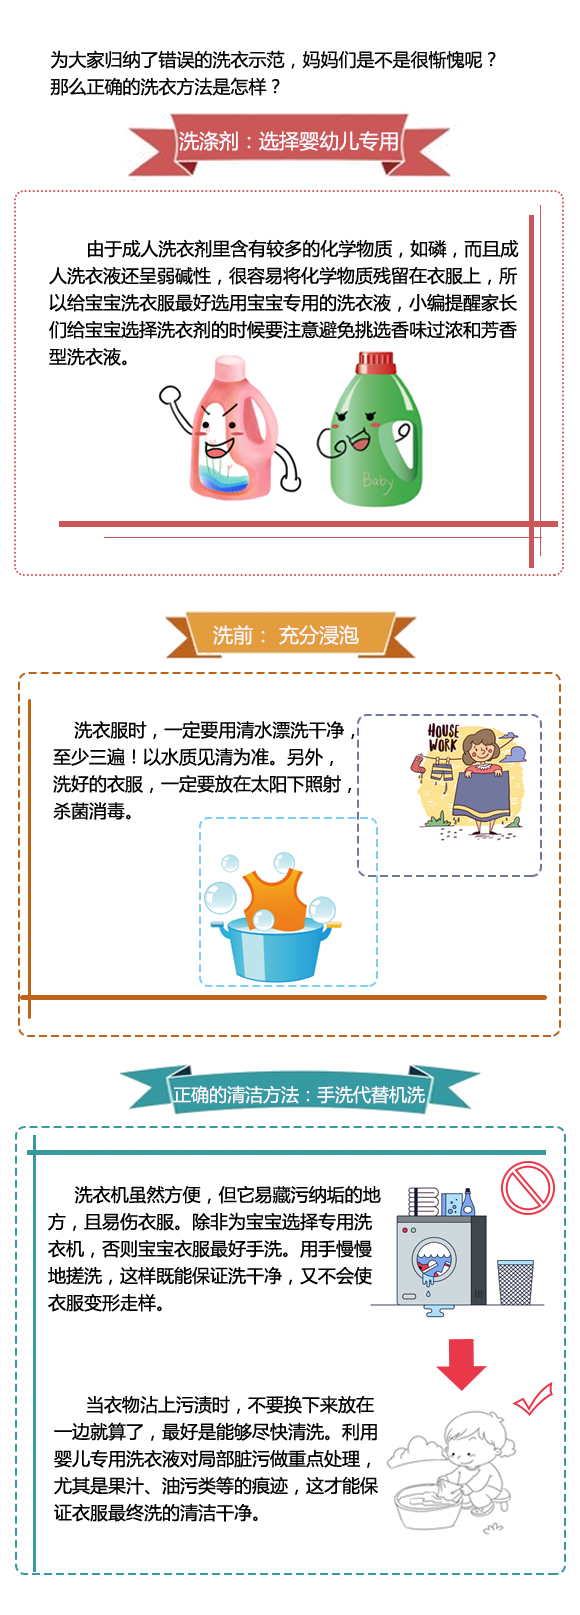 为大家归纳了错误的洗衣示范，妈妈们是不是很惭愧呢？
那么正确的洗衣方法是怎样？
洗涤剂：选择婴幼儿专用
由于成人洗衣剂里含有较多的化学物质，如磷，而且成
人洗衣液还呈弱碱性，很容易将化学物质残留在衣服上，所
以给宝宝洗衣服最好选用宝宝专用的洗衣液，小编提醒家长
们给宝宝选择洗衣剂的时候要注意避免挑选香味过浓和芳香
型洗衣液。
Baby
洗前： 充分浸泡
洗衣服时，一定要用清水漂洗干净，
至少三遍！以水质见清为准。另外，
洗好的衣服，一定要放在太阳下照射，
杀菌消毒。
HOUSE
WORK
正确的清洁方法：手洗代替机洗
洗衣机虽然方便，但它易藏污纳垢的地
方，且易伤衣服。除非为宝宝选择专用洗
衣机，否则宝宝衣服最好手洗。用手慢慢
地搓洗，这样既能保证洗干净，又不会使
衣服变形走样。
当衣物沾上污渍时，不要换下来放在
一边就算了，最好是能够尽快清洗。利用
婴儿专用洗衣液对局部脏污做重点处理，
尤其是果汁、油污类等的痕迹，这才能保
证衣服最终洗的清洁干净。